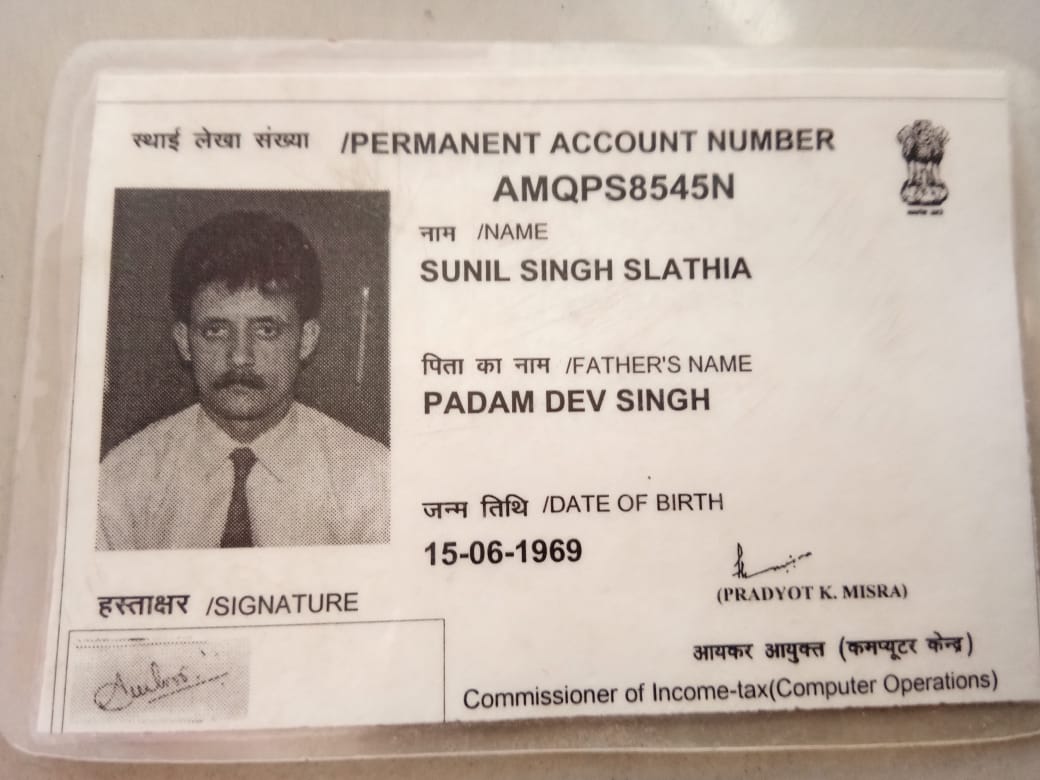 स्थाई लेखा संख्या /PERMANENT ACCOUNT NUMBER
AMQPS8545N
नाम /NAME
SUNIL SINGH SLATHIA
पिता का नाम /FATHER'S NAME
PADAM DEV SINGH
जन्म तिथि /DATE OF BIRTH
15-06-1969
(PRADYOT K. MISRA)
हस्ताक्षर /SIGNATURE
आयकर आयुक्त (कमप्यूटर केन्द्र)
Commissioner of Income-tax(Computer Operations)